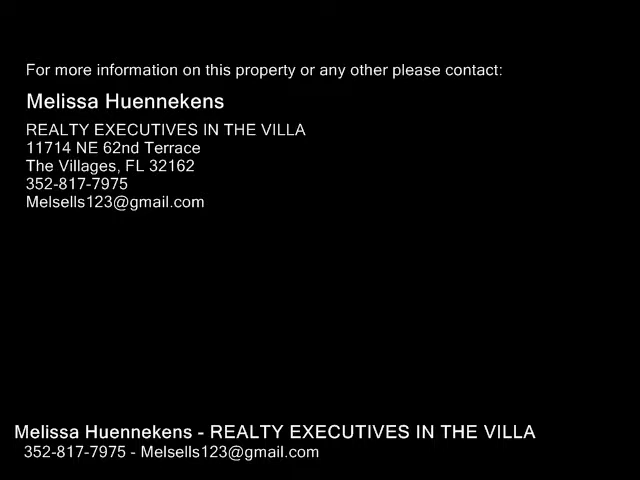 For more information on this property or any other please contact:
Melissa Huennekens
REALTY EXECUTIVES IN THE VILLA
11714 NE 62nd Terrace
The Villages, FL 32162
352-817-7975
Melsells123@gmail.com
Melissa Huennekens - REALTY EXECUTIVES IN THE VILLA
352-817-7975 - Melsells123@gmail.com